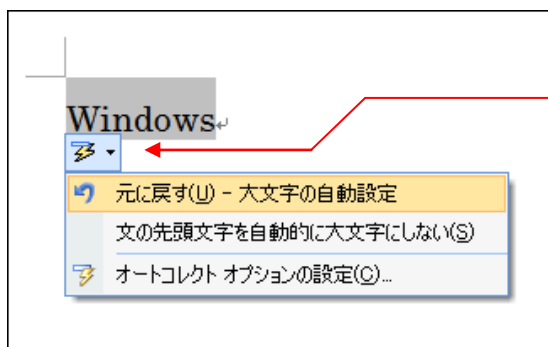 Windows↵
元に戻す(U) - 大文字の自動設定
文の先頭文字を自動的に大文字にしない(S)
オートコレクト オプションの設定(C)...